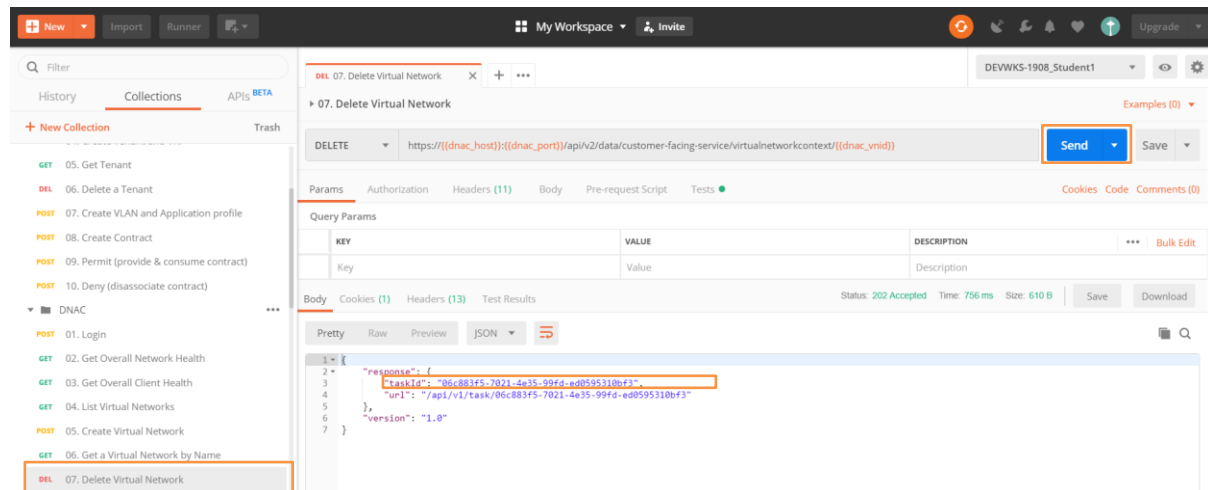 New Import Runner My Workspace Invite Upgrade
Filter
History Collections APIs BETA
+ New Collection Trash
GET 05. Get Tenant
DEL 06. Delete a Tenant
POST 07. Create VLAN and Application profile
POST 08. Create Contract
POST 09. Permit (provide & consume contract)
POST 10. Deny (disassociate contract)
DNAC
POST 01. Login
GET 02. Get Overall Network Health
GET 03. Get Overall Client Health
GET 04. List Virtual Networks
POST 05. Create Virtual Network
GET 06. Get a Virtual Network by Name
DEL 07. Delete Virtual Network
DEL 07. Delete Virtual Network X + ••• DEVWKS-1908_Student1
07. Delete Virtual Network Examples (0)
DELETE https://{{dnac_host}}:{{dnac_port}}/api/v2/data/customer-facing-service/virtualnetworkcontext/{{dnac_vnid}} Send Save
Params Authorization Headers (11) Body Pre-request Script Tests Cookies Code Comments (0)
Query Params
KEY VALUE DESCRIPTION ••• Bulk Edit
Key Value Description
Body Cookies (1) Headers (13) Test Results Status: 202 Accepted Time: 756 ms Size: 610 B Save Download
Pretty Raw Preview JSON
1 {
2 "response": {
3 "taskId": "06c883f5-7021-4e35-99fd-ed0595310bf3",
4 "url": "/api/v1/task/06c883f5-7021-4e35-99fd-ed0595310bf3"
5 },
6 "version": "1.0"
7 }